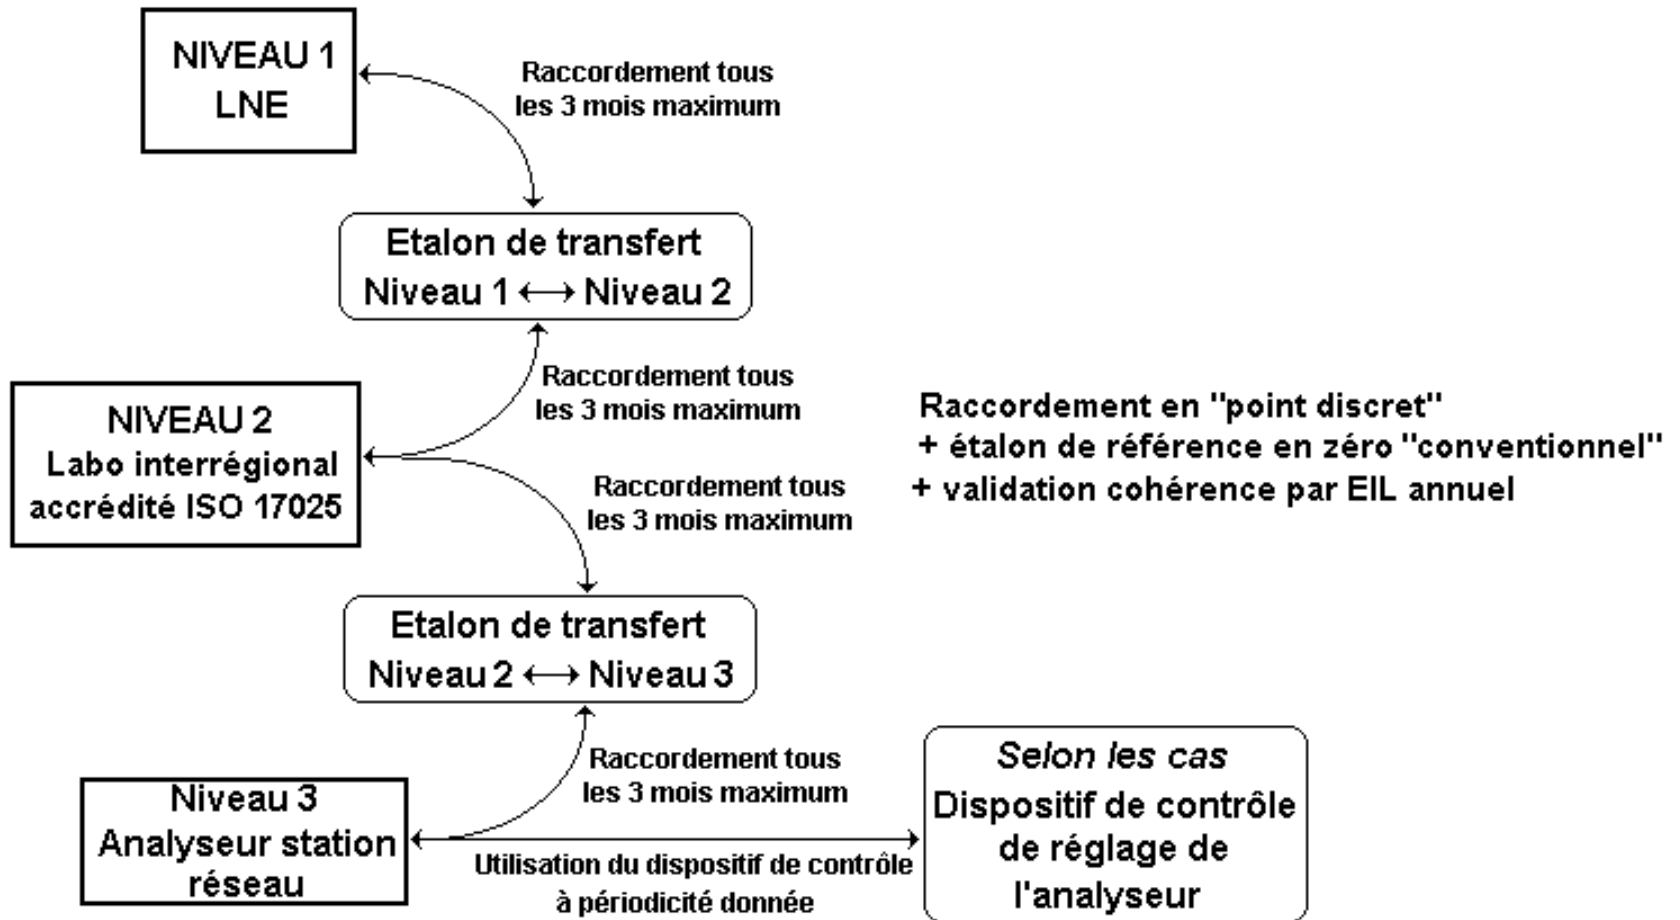 NIVEAU 1
LNE
Raccordement tous
les 3 mois maximum
Etalon de transfert
Niveau 1 ↔ Niveau 2
Raccordement tous
les 3 mois maximum
NIVEAU 2
Labo interrégional
accrédité ISO 17025
Raccordement en "point discret"
+ étalon de référence en zéro "conventionnel"
+ validation cohérence par EIL annuel
Raccordement tous
les 3 mois maximum
Etalon de transfert
Niveau 2 ↔ Niveau 3
Raccordement tous
les 3 mois maximum
Niveau 3
Analyseur station
réseau
Utilisation du dispositif de contrôle
à périodicité donnée
Selon les cas
Dispositif de contrôle
de réglage de
l'analyseur